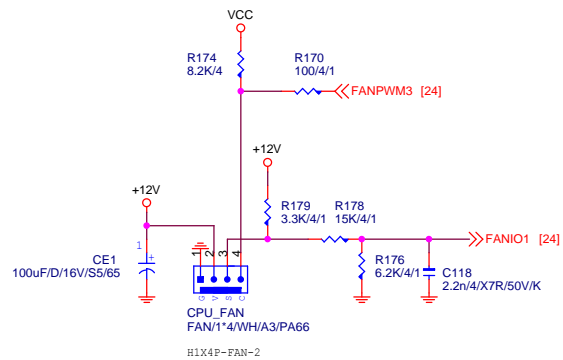 VCC
R174
8.2K/4
R170
100/4/1
FANPWM3 [24]
+12V
+12V
R179
3.3K/4/1
R178
15K/4/1
FANIO1 [24]
1
CE1
100uF/D/16V/S5/65
+
1
2
3
4
G
V
S
C
R176
6.2K/4/1
C118
2.2n/4/X7R/50V/K
CPU_FAN
FAN/1*4/WH/A3/PA66
H1X4P-FAN-2